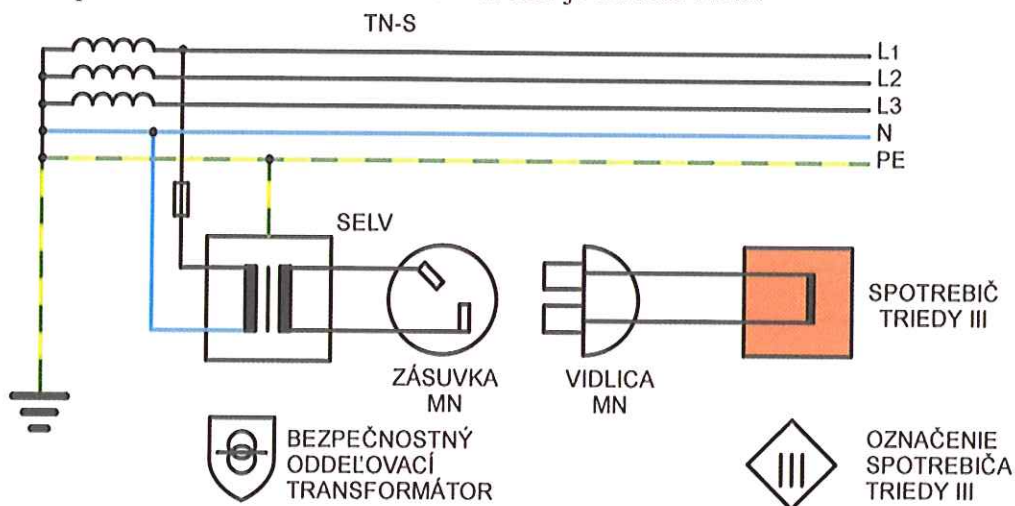 TN-S
L1
L2
L3
N
PE
SELV
SPOTREBIČ
TRIEDY III
ZÁSUVKA
MN
VIDLICA
MN
BEZPEČNOSTNÝ
ODDEĽOVACÍ
TRANSFORMÁTOR
III
OZNAČENIE
SPOTREBIČA
TRIEDY III